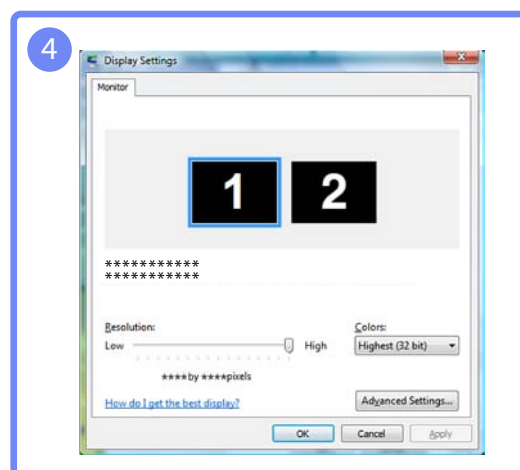 4
Display Settings
Monitor
1 2
***********
***********
Resolution:
Colors:
Low High Highest (32 bit)
****by ****pixels
How do I get the best display?
Advanced Settings...
OK Cancel Apply